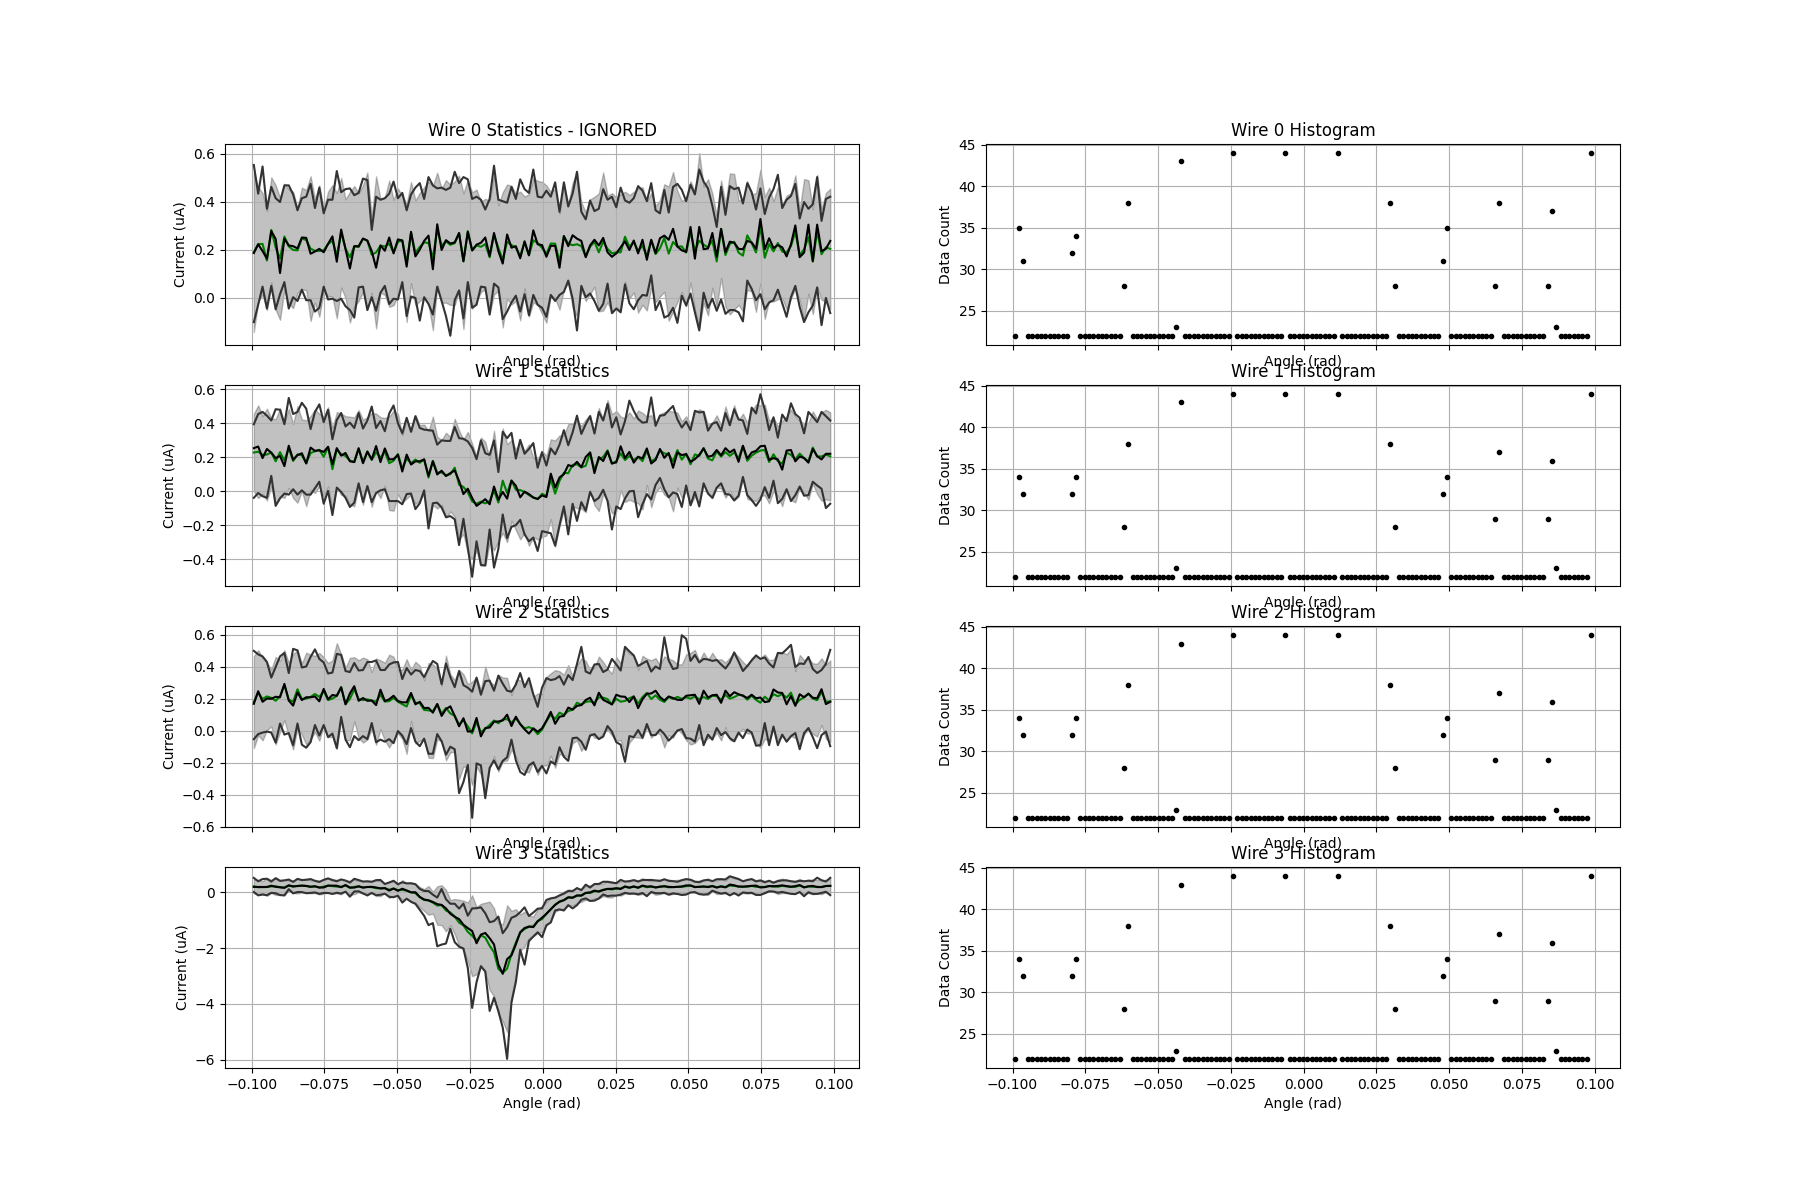 Wire 0 Statistics - IGNORED
Current (uA)
0.6
0.4
0.2
0.0
Angle (rad)
Wire 0 Histogram
Data Count
45
40
35
30
25
Angle (rad)
Wire 1 Statistics
Current (uA)
0.6
0.4
0.2
0.0
−0.2
−0.4
Angle (rad)
Wire 1 Histogram
Data Count
45
40
35
30
25
Angle (rad)
Wire 2 Statistics
Current (uA)
0.6
0.4
0.2
0.0
−0.2
−0.4
−0.6
Angle (rad)
Wire 2 Histogram
Data Count
45
40
35
30
25
Angle (rad)
Wire 3 Statistics
Current (uA)
0
−2
−4
−6
−0.100 −0.075 −0.050 −0.025 0.000 0.025 0.050 0.075 0.100
Angle (rad)
Wire 3 Histogram
Data Count
45
40
35
30
25
−0.100 −0.075 −0.050 −0.025 0.000 0.025 0.050 0.075 0.100
Angle (rad)